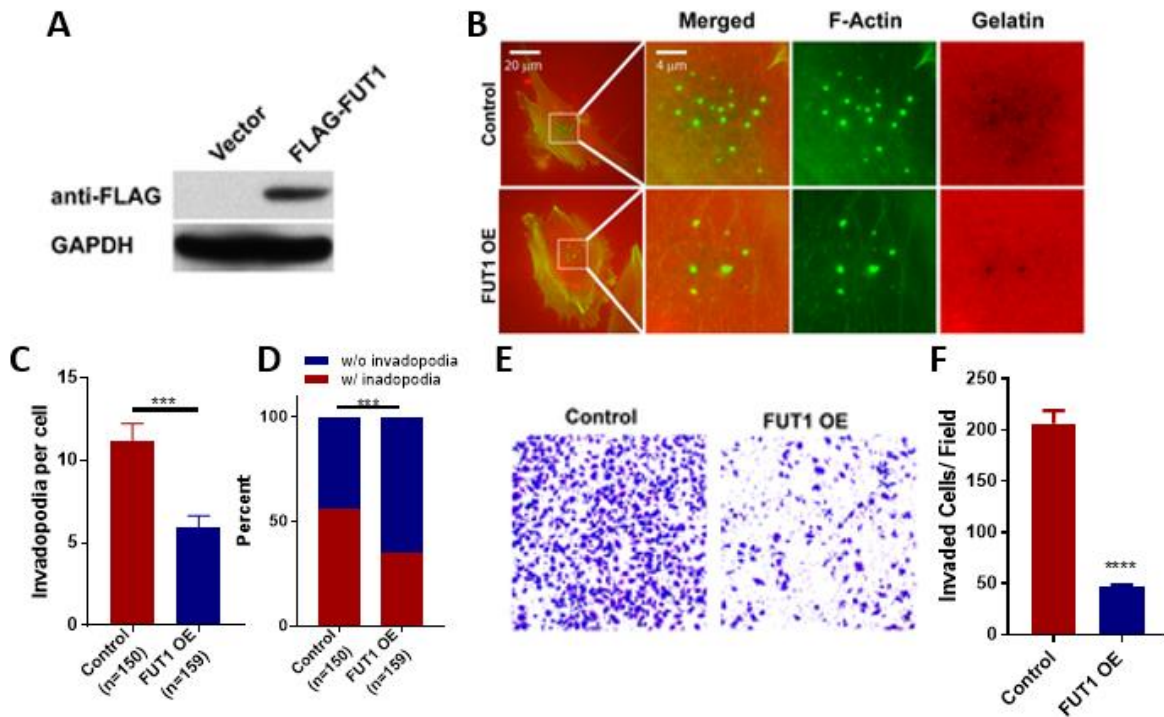 A
Vector
FLAG-FUT1
anti-FLAG
GAPDH
B
Merged
F-Actin
Gelatin
20 μm
4 μm
Control
FUT1 OE
C
Invadopodia per cell
15
10
5
0
***
Control
(n=150)
FUT1 OE
(n=159)
D
w/o invadopodia
w/ inadopodia
Percent
100
50
0
***
Control
(n=150)
FUT1 OE
(n=159)
E
Control
FUT1 OE
F
Invaded Cells/ Field
250
200
150
100
50
0
****
Control
FUT1 OE